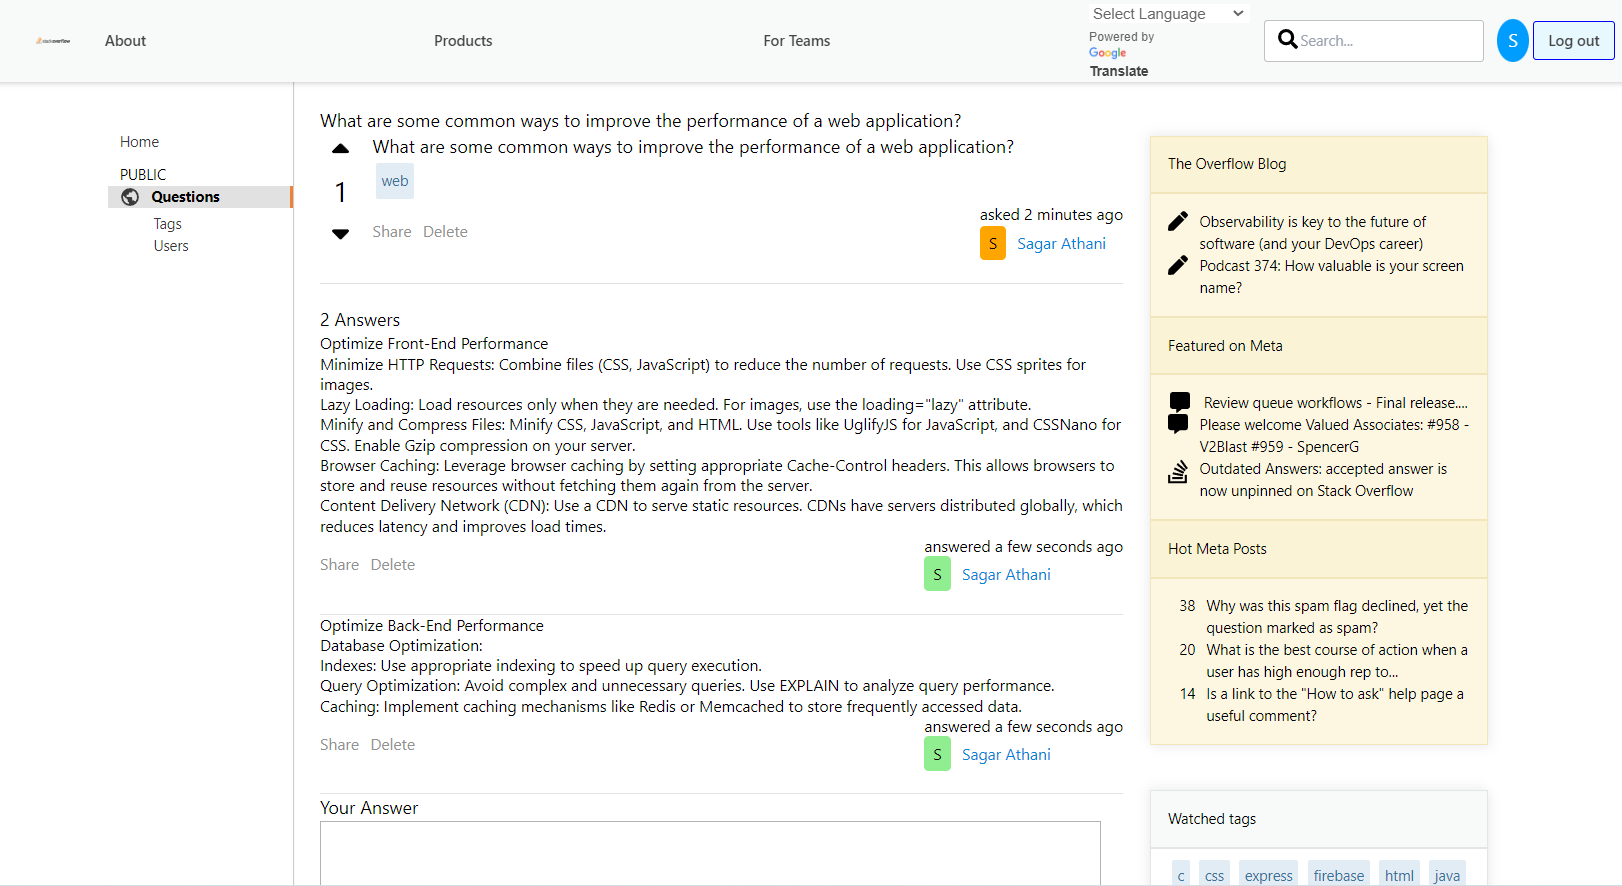 stackoverflow
About
Products
For Teams
Select Language
Powered by
Google
Translate
Search...
S
Log out
Home
PUBLIC
Questions
Tags
Users
What are some common ways to improve the performance of a web application?
What are some common ways to improve the performance of a web application?
1
web
Share Delete
asked 2 minutes ago
S Sagar Athani
2 Answers
Optimize Front-End Performance
Minimize HTTP Requests: Combine files (CSS, JavaScript) to reduce the number of requests. Use CSS sprites for
images.
Lazy Loading: Load resources only when they are needed. For images, use the loading="lazy" attribute.
Minify and Compress Files: Minify CSS, JavaScript, and HTML. Use tools like UglifyJS for JavaScript, and CSSNano for
CSS. Enable Gzip compression on your server.
Browser Caching: Leverage browser caching by setting appropriate Cache-Control headers. This allows browsers to
store and reuse resources without fetching them again from the server.
Content Delivery Network (CDN): Use a CDN to serve static resources. CDNs have servers distributed globally, which
reduces latency and improves load times.
Share Delete
answered a few seconds ago
S Sagar Athani
Optimize Back-End Performance
Database Optimization:
Indexes: Use appropriate indexing to speed up query execution.
Query Optimization: Avoid complex and unnecessary queries. Use EXPLAIN to analyze query performance.
Caching: Implement caching mechanisms like Redis or Memcached to store frequently accessed data.
Share Delete
answered a few seconds ago
S Sagar Athani
Your Answer
The Overflow Blog
Observability is key to the future of
software (and your DevOps career)
Podcast 374: How valuable is your screen
name?
Featured on Meta
Review queue workflows - Final release....
Please welcome Valued Associates: #958 -
V2Blast #959 - SpencerG
Outdated Answers: accepted answer is
now unpinned on Stack Overflow
Hot Meta Posts
38 Why was this spam flag declined, yet the
question marked as spam?
20 What is the best course of action when a
user has high enough rep to...
14 Is a link to the "How to ask" help page a
useful comment?
Watched tags
c css express firebase html java